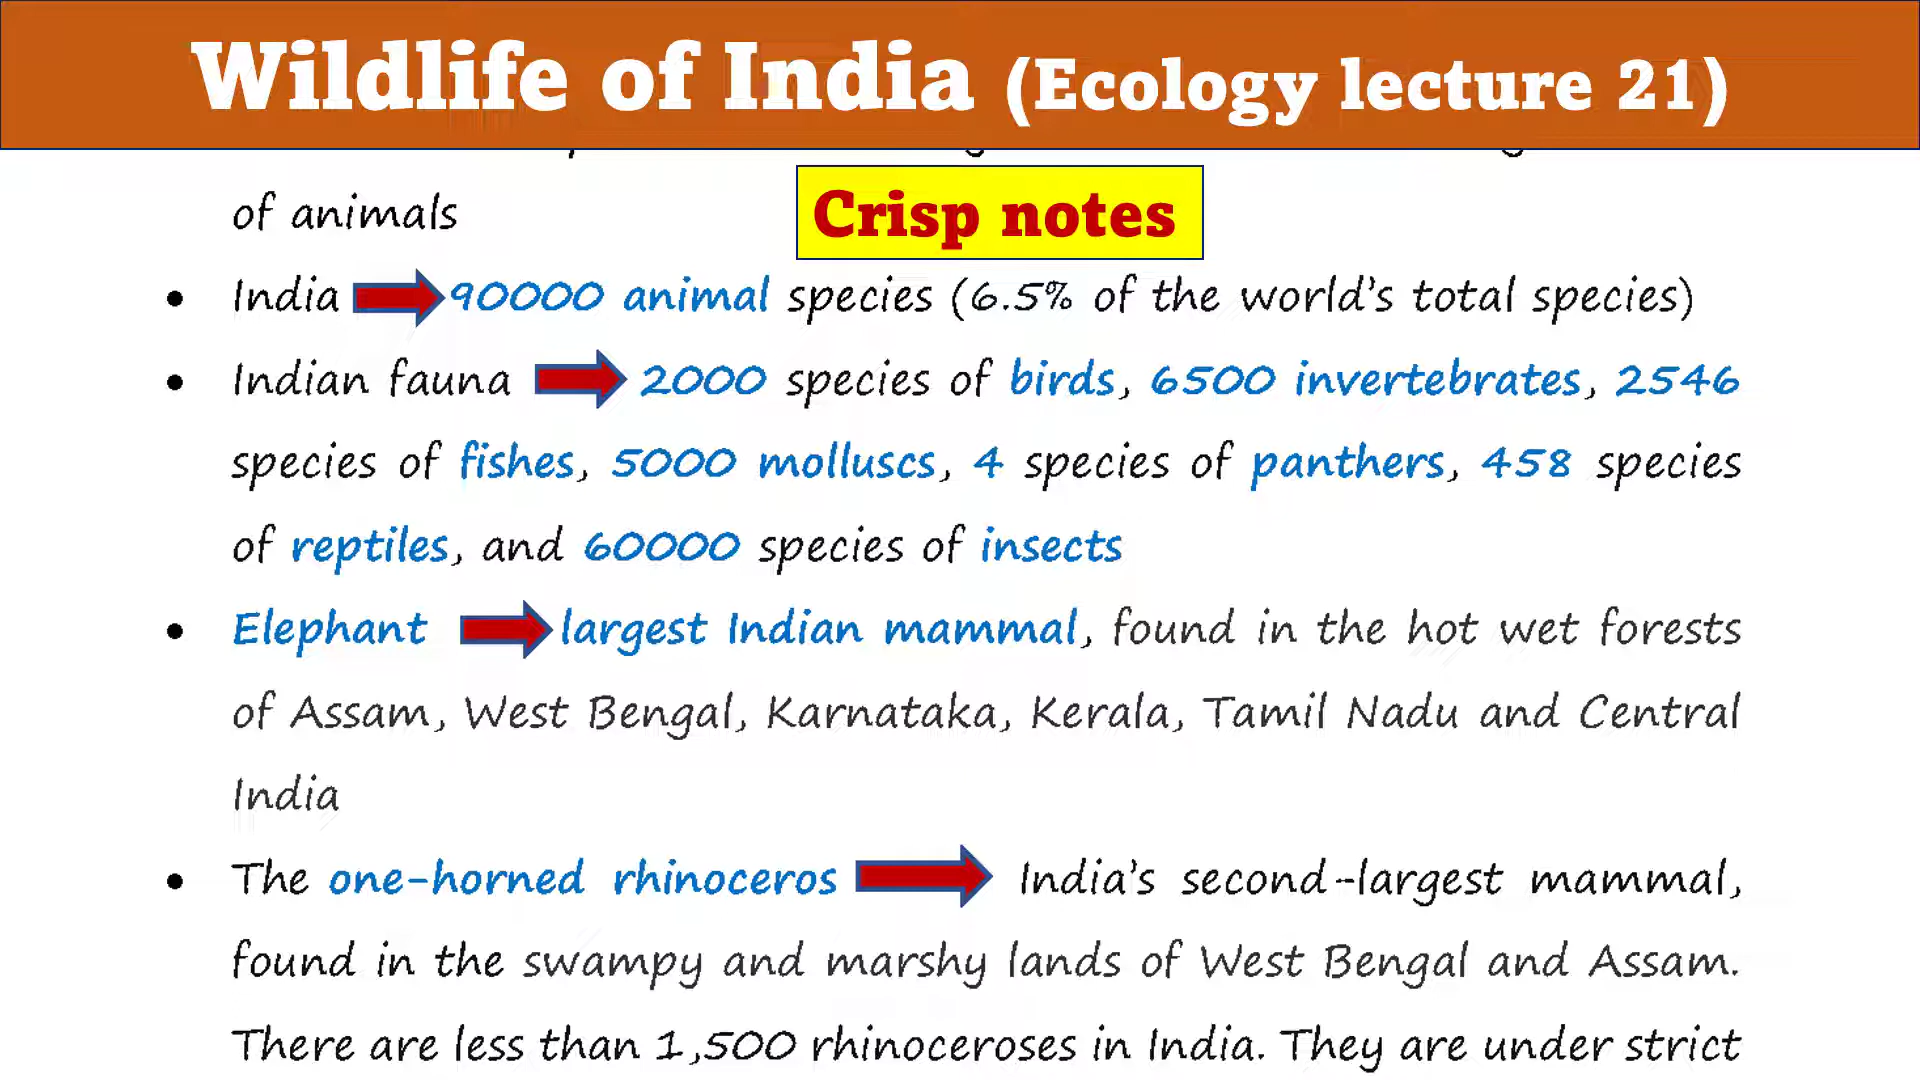 Wildlife of India (Ecology lecture 21)
Crisp notes
of animals
• India 90000 animal species (6.5% of the world's total species)
• Indian fauna 2000 species of birds, 6500 invertebrates, 2546
species of fishes, 5000 molluscs, 4 species of panthers, 458 species
of reptiles, and 60000 species of insects
• Elephant largest Indian mammal, found in the hot wet forests
of Assam, West Bengal, Karnataka, Kerala, Tamil Nadu and Central
India
• The one-horned rhinoceros India's second-largest mammal,
found in the swampy and marshy lands of West Bengal and Assam.
There are less than 1,500 rhinoceroses in India. They are under strict